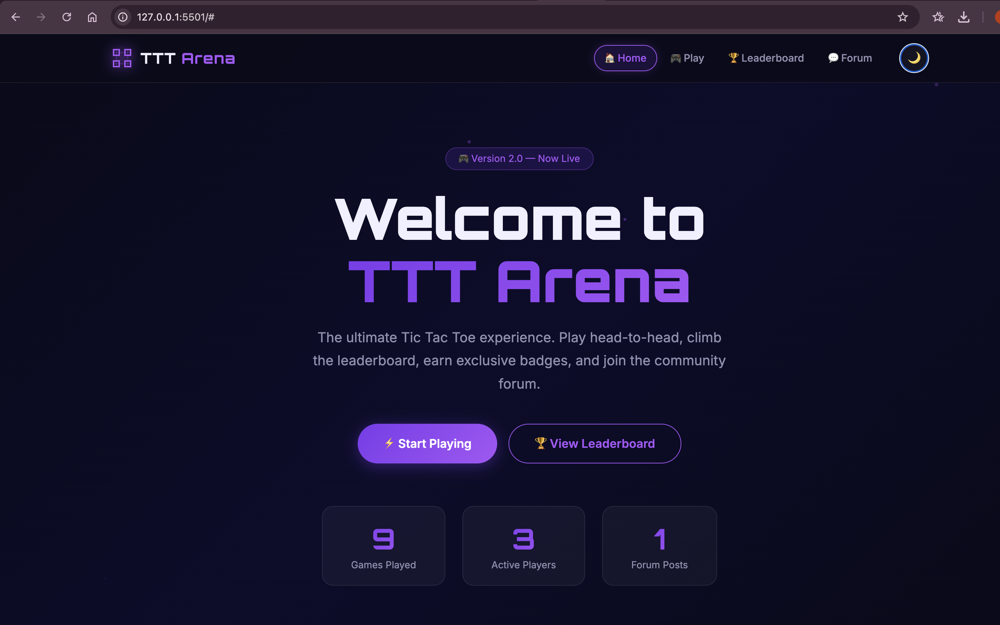 127.0.0.1:5501/#
TTT Arena
Home
Play
Leaderboard
Forum
Version 2.0 — Now Live
Welcome to
TTT Arena
The ultimate Tic Tac Toe experience. Play head-to-head, climb
the leaderboard, earn exclusive badges, and join the community
forum.
Start Playing
View Leaderboard
9
Games Played
3
Active Players
1
Forum Posts